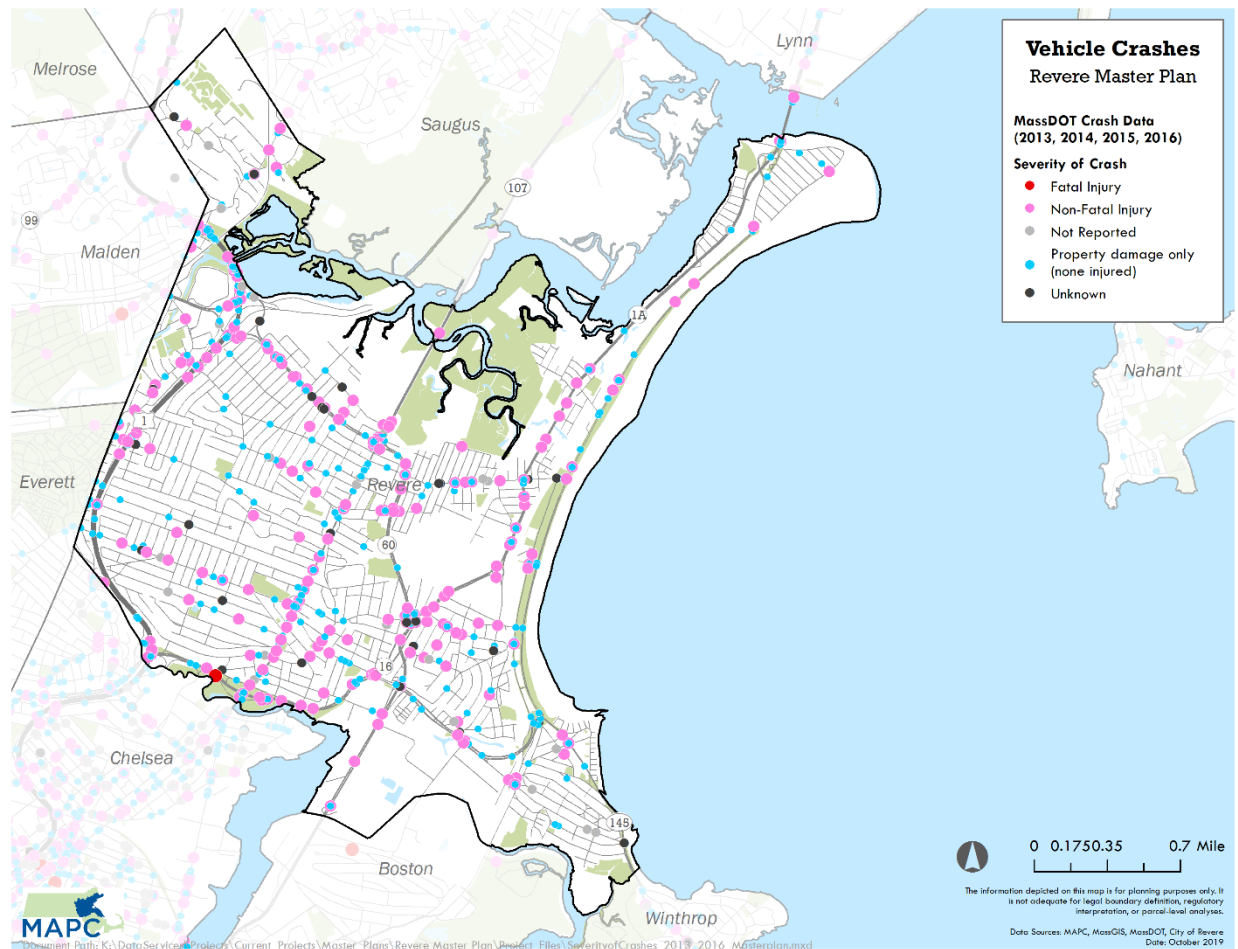 Vehicle Crashes
Revere Master Plan
MassDOT Crash Data
(2013, 2014, 2015, 2016)
Severity of Crash
Fatal Injury
Non-Fatal Injury
Not Reported
Property damage only
(none injured)
Unknown
Lynn
4
Melrose
Saugus
107
99
Malden
1A
Nahant
1
Everett
Revere
60
16
Chelsea
145
Boston
Winthrop
0 0.1750.35 0.7 Mile
The information depicted on this map is for planning purposes only. It
is not adequate for legal boundary definition, regulatory
interpretation, or parcel-level analyses.
Data Sources: MAPC, MassGIS, MassDOT, City of Revere
Date: October 2019
MAPC
Document Path: K:\DataServices\Projects\Current_Projects\Master_Plans\Revere Master Plan\Project_Files\SeverityofCrashes_2013_2016_Masterplan.mxd